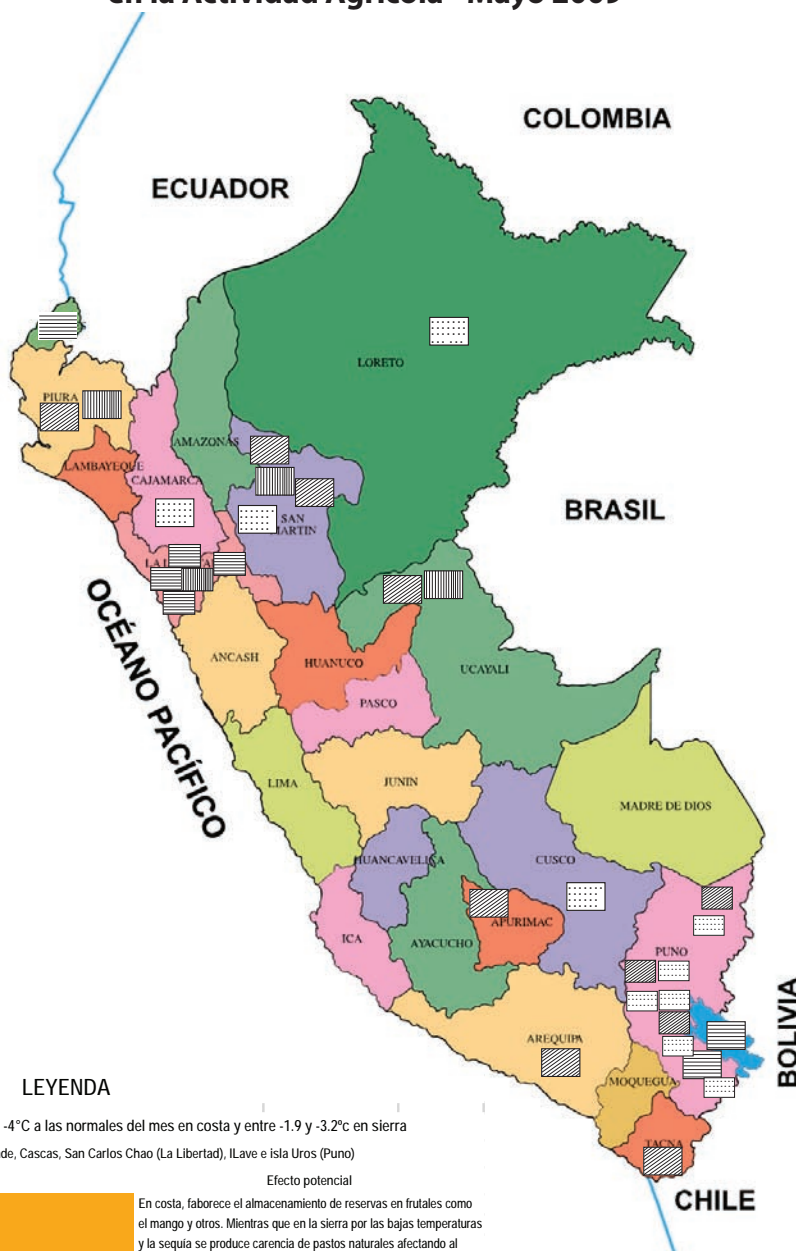 en la Actividad Agrícola - Mayo 2009
COLOMBIA
ECUADOR
LORETO
PIURA
AMAZONAS
LAMBAYEQUE
CAJAMARCA
SAN
MARTIN
BRASIL
OCÉANO PACÍFICO
ANCASH
HUANUCO
UCAYALI
PASCO
LIMA
JUNIN
MADRE DE DIOS
HUANCAVELICA
CUSCO
APURIMAC
ICA
AYACUCHO
PUNO
BOLIVIA
AREQUIPA
MOQUEGUA
TACNA
CHILE
LEYENDA
-4°C a las normales del mes en costa y entre -1.9 y -3.2ºc en sierra
de, Cascas, San Carlos Chao (La Libertad), ILave e isla Uros (Puno)
Efecto potencial
En costa, faborece el almacenamiento de reservas en frutales como
el mango y otros. Mientras que en la sierra por las bajas temperaturas
y la sequía se produce carencia de pastos naturales afectando al